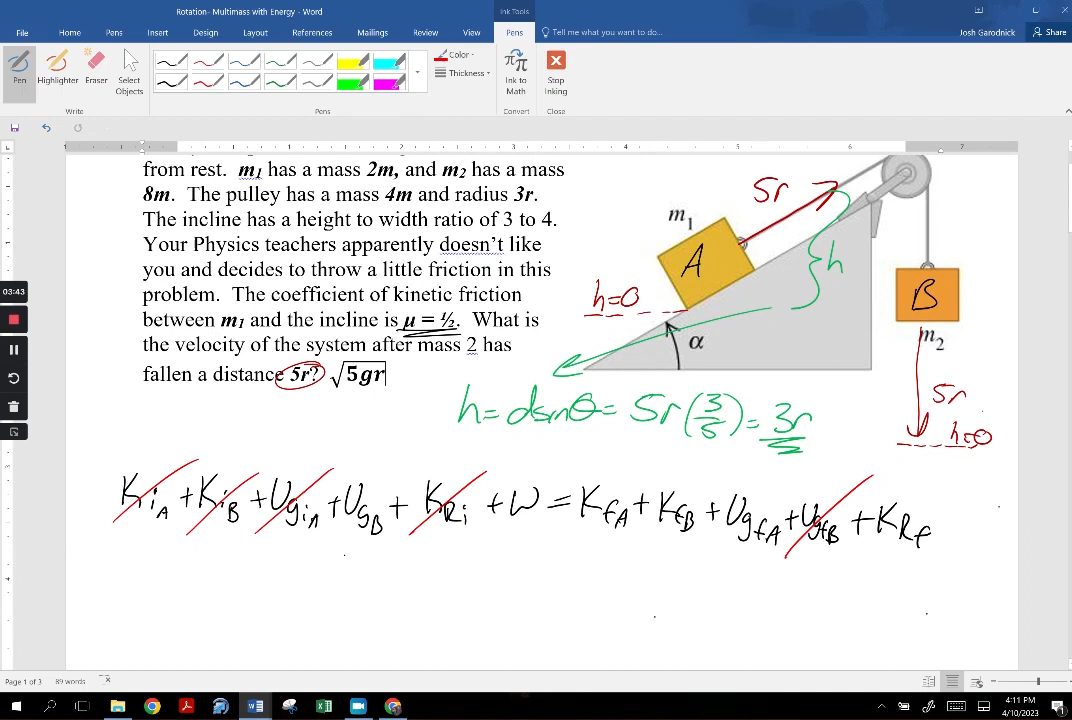 Rotation- Multimass with Energy - Word
Ink Tools
File Home Pens Insert Design Layout References Mailings Review View Pens Tell me what you want to do... Josh Garodnick Share
Pen Highlighter Eraser Select Objects Color Thickness Ink to Math Stop Inking
Write Pens Convert Close
from rest. m1 has a mass 2m, and m2 has a mass
8m. The pulley has a mass 4m and radius 3r.
The incline has a height to width ratio of 3 to 4.
Your Physics teachers apparently doesn't like
you and decides to throw a little friction in this
problem. The coefficient of kinetic friction
between m1 and the incline is μ = ½. What is
the velocity of the system after mass 2 has
fallen a distance 5r? √5gr
03:43
5r
m1
A
h
h=0
B
α
m2
5r
h=0
h = dsinθ = 5r(3/5) = 3r
KiA + KiB + UgiA + UgB + KRi + W = KfA + KfB + UgfA + UgfB + KRf
Page 1 of 3 89 words
4:11 PM
4/10/2023